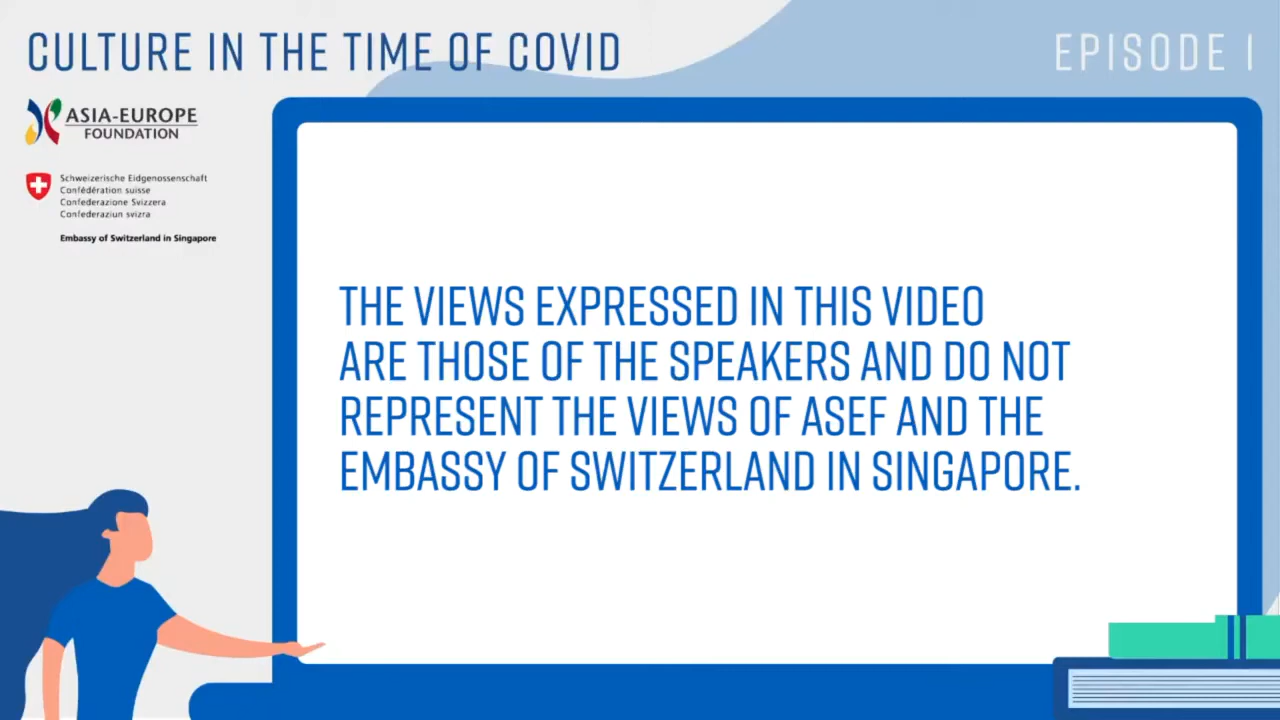 CULTURE IN THE TIME OF COVID
EPISODE I
ASIA-EUROPE
FOUNDATION
Schweizerische Eidgenossenschaft
Confédération suisse
Confederazione Svizzera
Confederaziun svizra
Embassy of Switzerland in Singapore
THE VIEWS EXPRESSED IN THIS VIDEO
ARE THOSE OF THE SPEAKERS AND DO NOT
REPRESENT THE VIEWS OF ASEF AND THE
EMBASSY OF SWITZERLAND IN SINGAPORE.